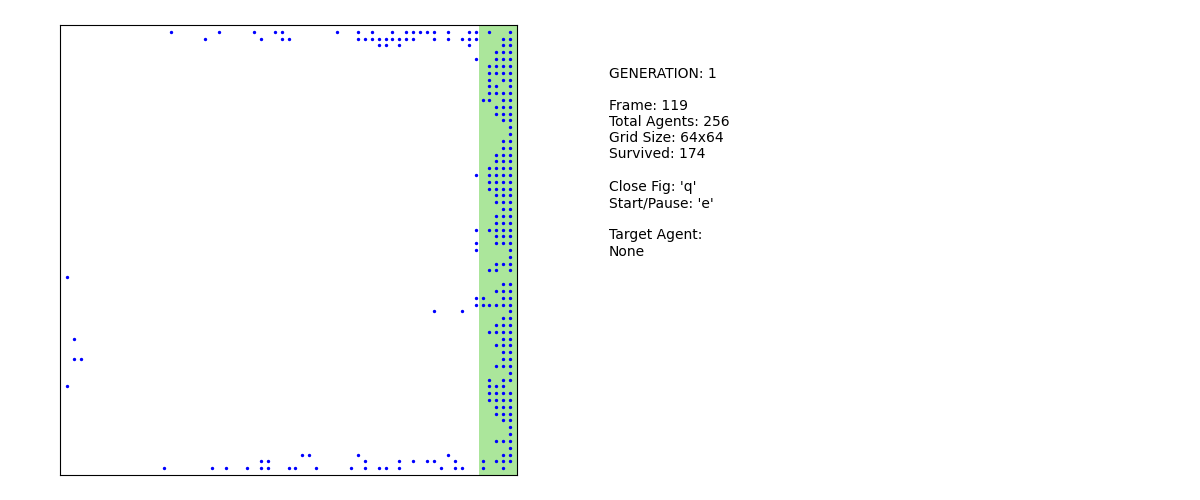 GENERATION: 1
Frame: 119
Total Agents: 256
Grid Size: 64x64
Survived: 174
Close Fig: 'q'
Start/Pause: 'e'
Target Agent:
None